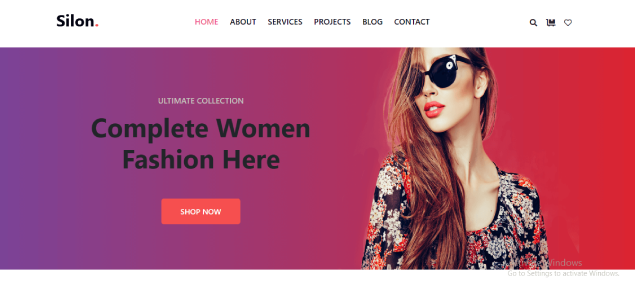 Silon.
HOME ABOUT SERVICES PROJECTS BLOG CONTACT
ULTIMATE COLLECTION
Complete Women
Fashion Here
SHOP NOW
Windows
Go to Settings to activate Windows.